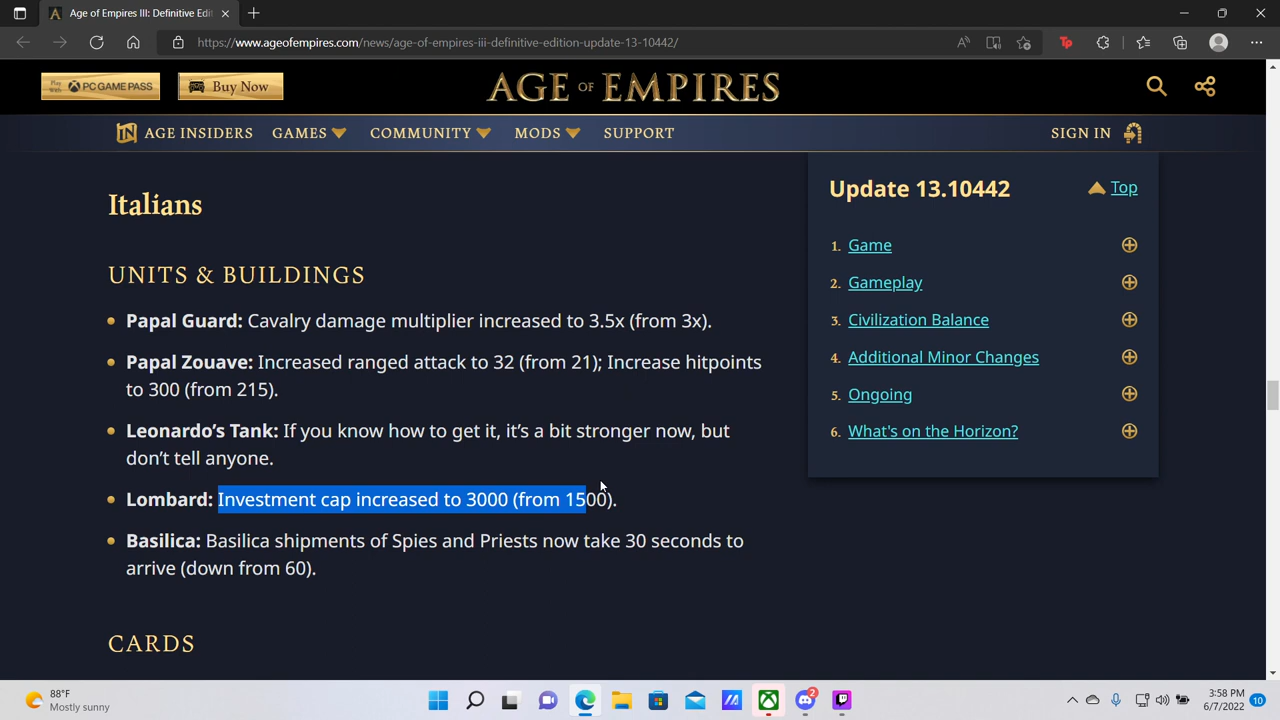 Age of Empires III: Definitive Edit
https://www.ageofempires.com/news/age-of-empires-iii-definitive-edition-update-13-10442/
Play With PC GAME PASS
Buy Now
AGE OF EMPIRES
IN AGE INSIDERS GAMES COMMUNITY MODS SUPPORT SIGN IN
Italians
UNITS & BUILDINGS
Papal Guard: Cavalry damage multiplier increased to 3.5x (from 3x).
Papal Zouave: Increased ranged attack to 32 (from 21); Increase hitpoints
to 300 (from 215).
Leonardo’s Tank: If you know how to get it, it’s a bit stronger now, but
don’t tell anyone.
Lombard: Investment cap increased to 3000 (from 1500).
Basilica: Basilica shipments of Spies and Priests now take 30 seconds to
arrive (down from 60).
CARDS
Update 13.10442 Top
1. Game
2. Gameplay
3. Civilization Balance
4. Additional Minor Changes
5. Ongoing
6. What's on the Horizon?
88°F
Mostly sunny
2
3:58 PM
6/7/2022
10